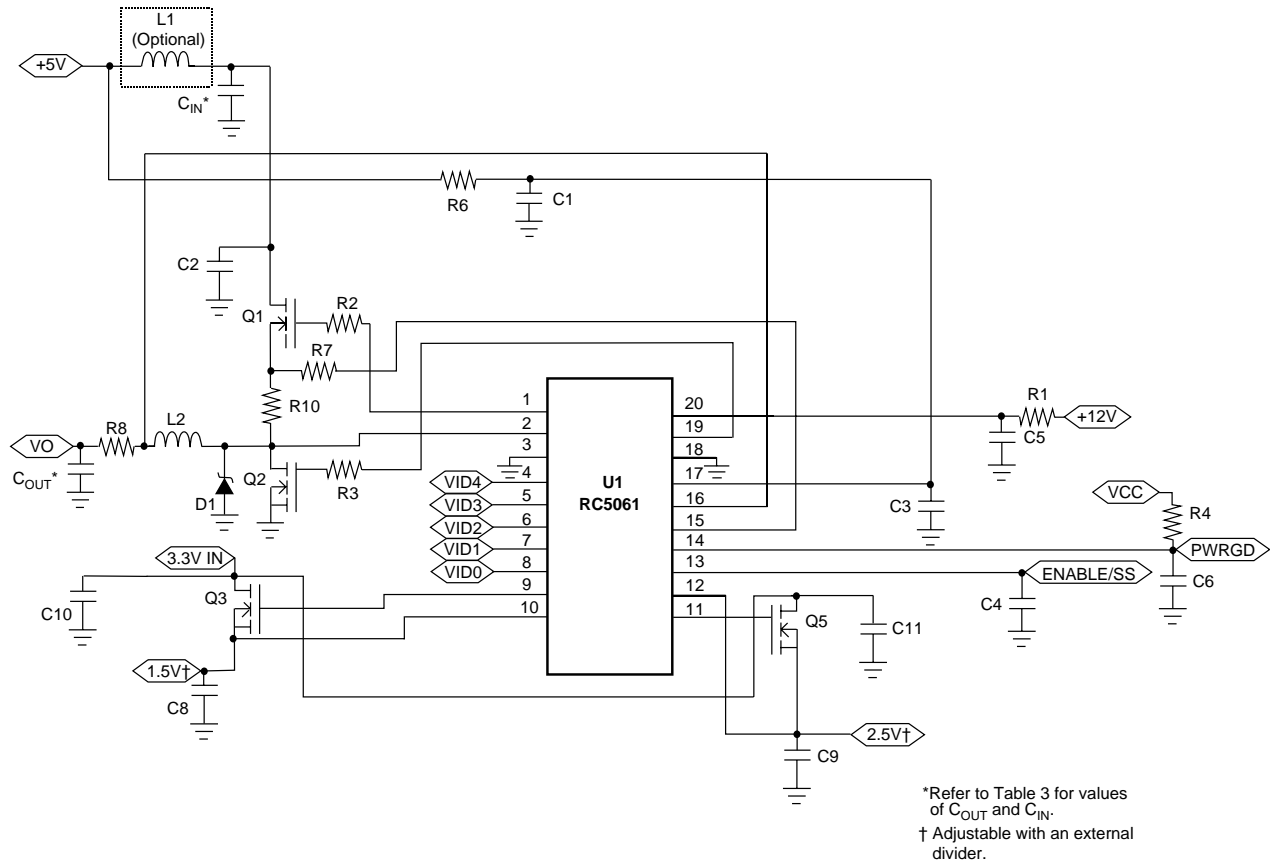 L1
(Optional)
+5V
CIN*
R6
C1
C2
Q1
R2
R7
R10
R8
L2
VO
COUT*
D1
Q2
R3
1
2
3
4
5
6
7
8
9
10
VID4
VID3
VID2
VID1
VID0
U1
RC5061
20
19
18
17
16
15
14
13
12
11
R1
+12V
C5
C3
VCC
R4
PWRGD
C6
ENABLE/SS
C4
3.3V IN
C10
Q3
1.5V†
C8
Q5
C11
2.5V†
C9
*Refer to Table 3 for values
of COUT and CIN.
† Adjustable with an external
divider.